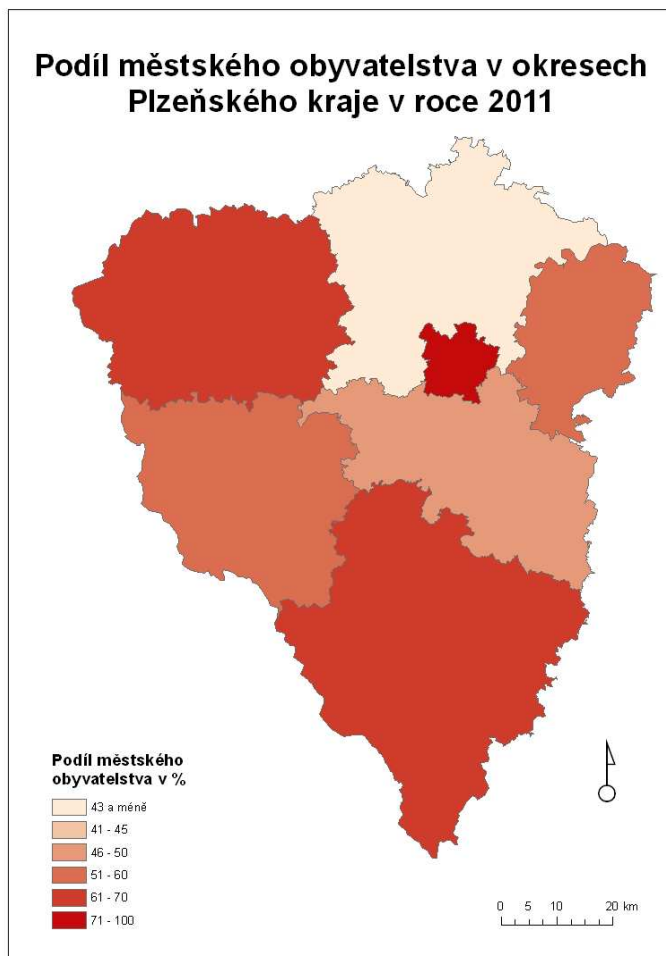 Podíl městského obyvatelstva v okresech
Plzeňského kraje v roce 2011
Podíl městského
obyvatelstva v %
43 a méně
41 - 45
46 - 50
51 - 60
61 - 70
71 - 100
0 5 10 20 km